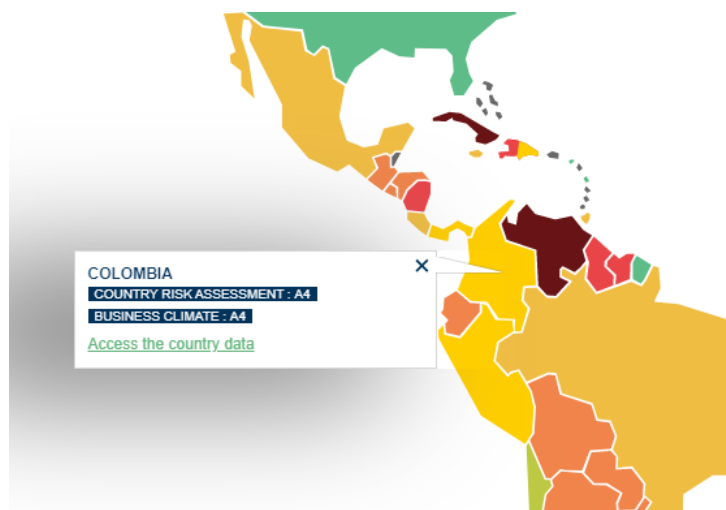 COLOMBIA
COUNTRY RISK ASSESSMENT : A4
BUSINESS CLIMATE : A4
Access the country data